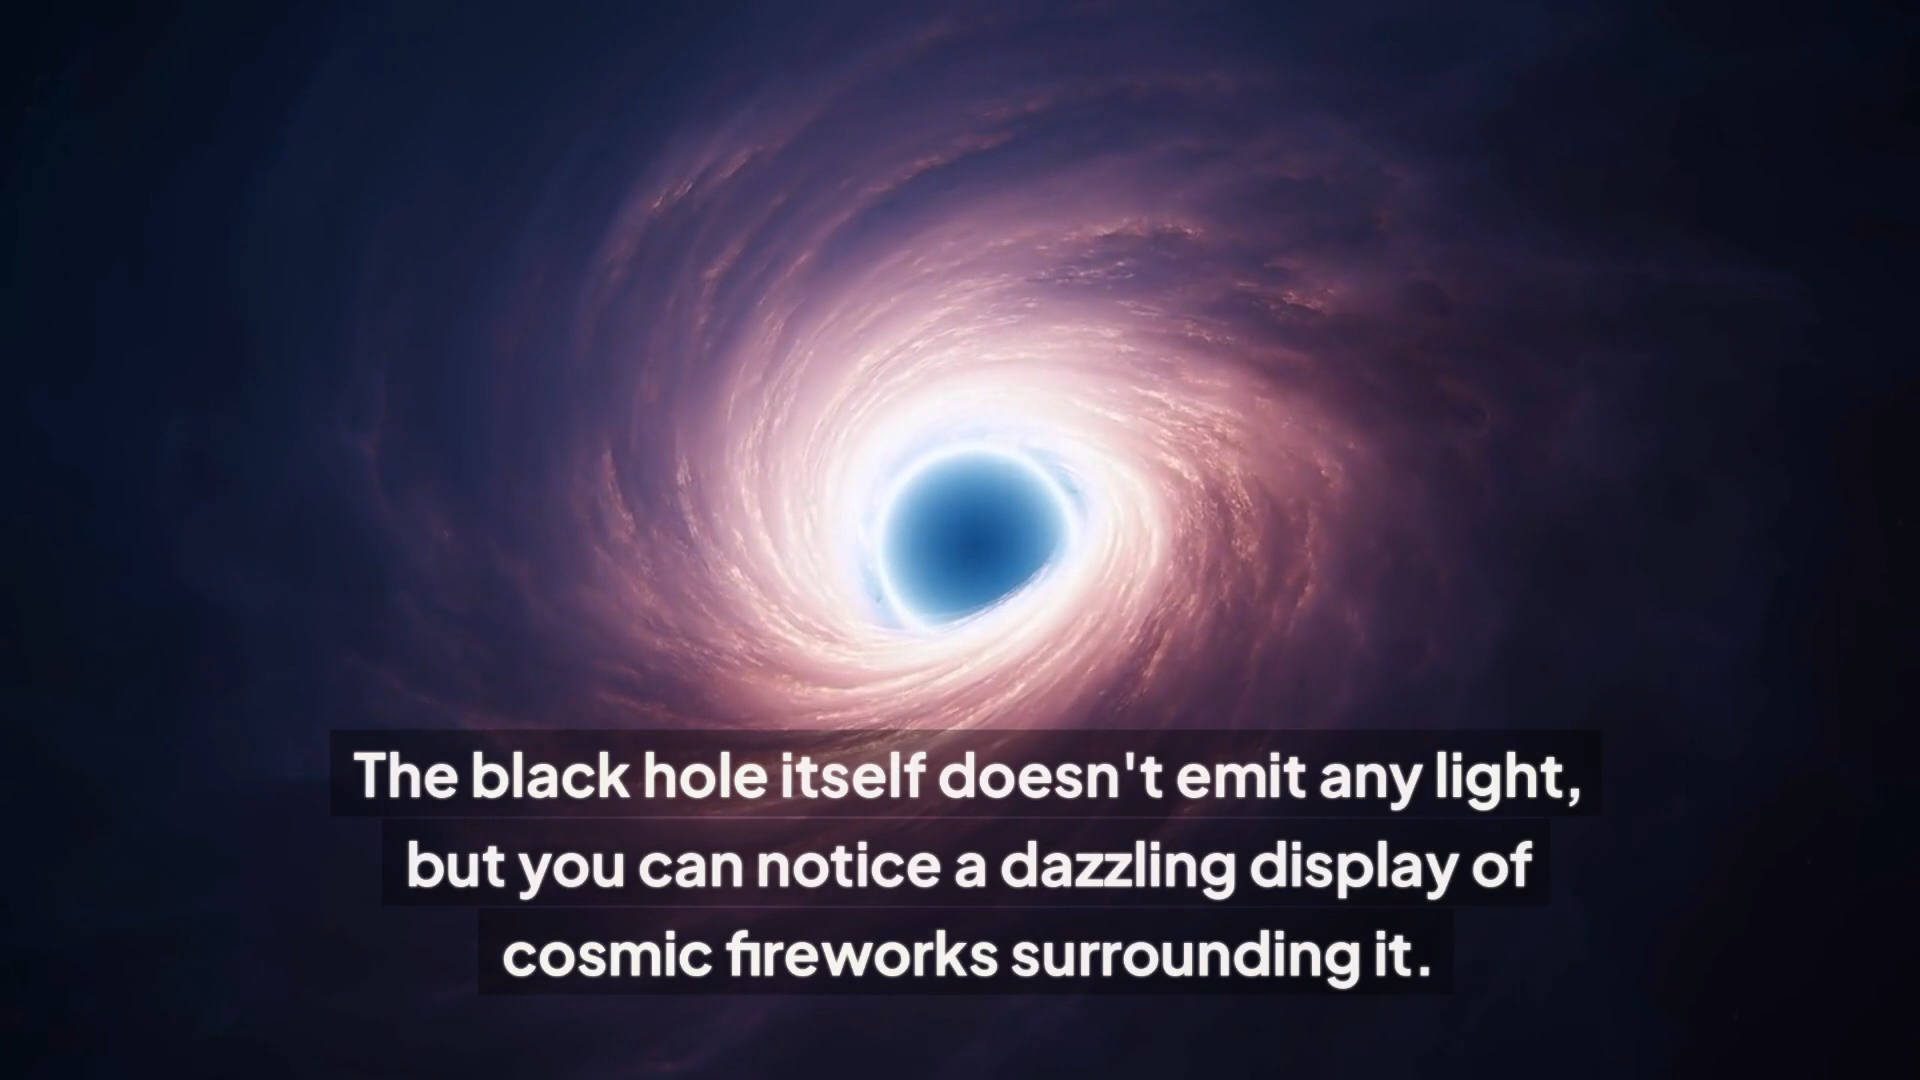 The black hole itself doesn't emit any light,
but you can notice a dazzling display of
cosmic fireworks surrounding it.